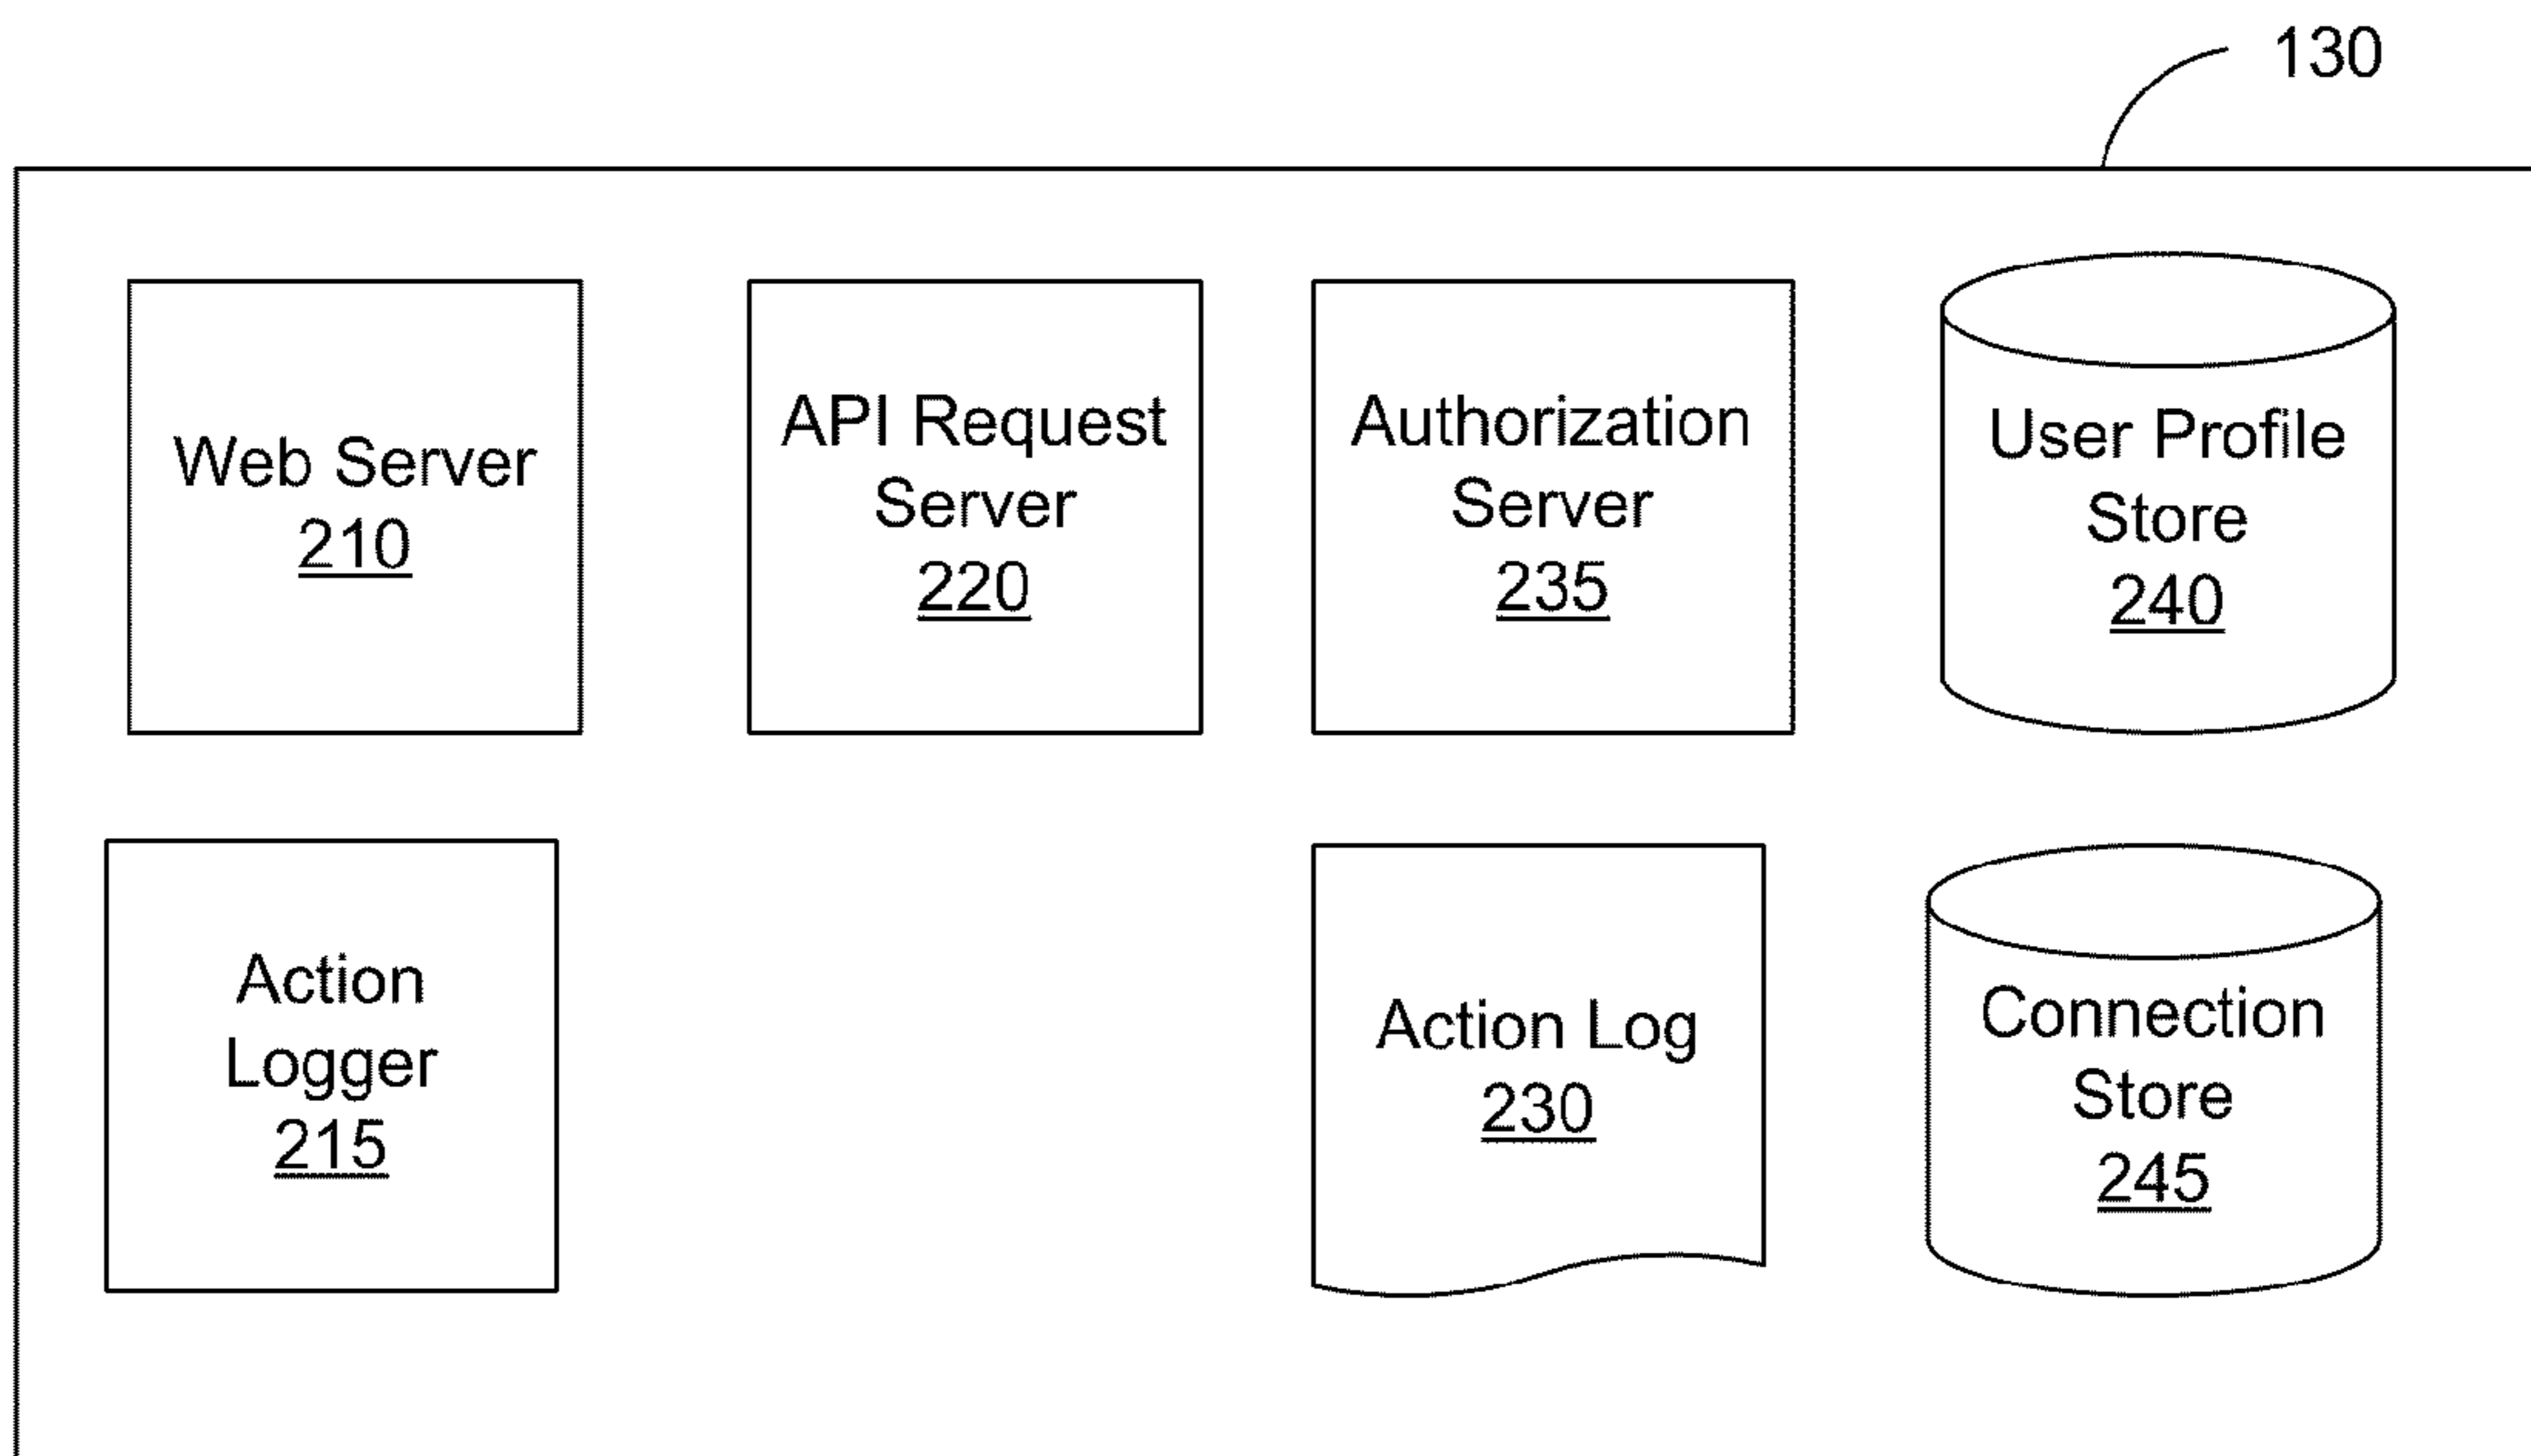 130
Web Server
210
API Request
Server
220
Authorization
Server
235
User Profile
Store
240
Action
Logger
215
Action Log
230
Connection
Store
245